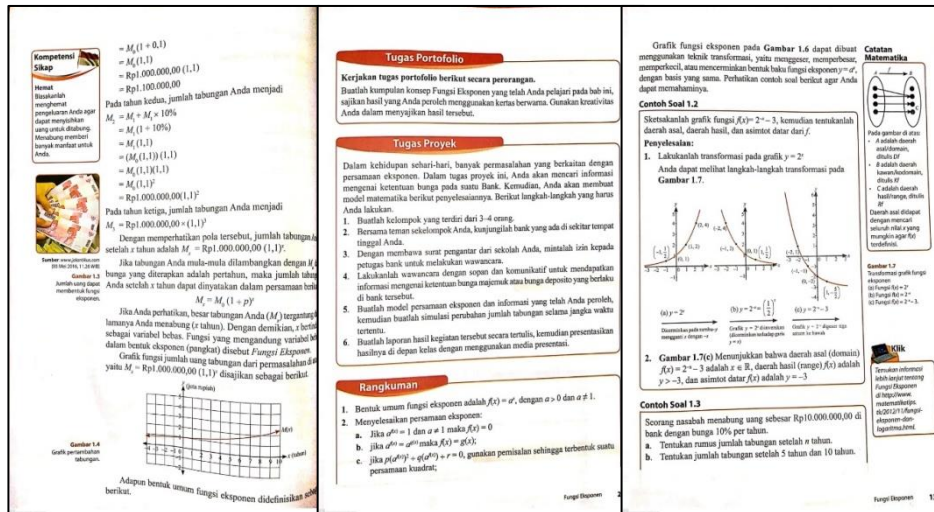 Kompetensi
Sikap
Hemat
Biasakanlah
menghemat
pengeluaran Anda agar
dapat menyisihkan
uang untuk ditabung.
Menabung memberi
banyak manfaat untuk
Anda.
Sumber: www.jitentika.com
Gambar 1.3
Jumlah uang dapat
membentuk fungsi
eksponen.
Gambar 1.4
Grafik pertambahan
tabungan.
= M₀(1 + 0,1)
= M₀(1,1)
= Rp1.000.000,00 (1,1)
= Rp1.100.000,00
Pada tahun kedua, jumlah tabungan Anda menjadi
M₂ = M₁ + M₁ × 10%
= M₁ (1 + 10%)
= M₁ (1,1)
= (M₀(1,1)) (1,1)
= M₀(1,1)(1,1)
= M₀(1,1)²
= Rp1.000.000,00(1,1)²
Pada tahun ketiga, jumlah tabungan Anda menjadi
M₃ = Rp1.000.000,00 × (1,1)³
Dengan memperhatikan pola tersebut, jumlah tabungan
setelah x tahun adalah Mₓ = Rp1.000.000,00 (1,1)ˣ.
Jika tabungan Anda mula-mula dilambangkan dengan M₀
bunga yang diterapkan adalah pertahun, maka jumlah
Anda setelah x tahun dapat dinyatakan dalam persamaan
Mₓ = M₀ (1 + p)ˣ
Jika Anda perhatikan, besar tabungan Anda (M) tergantung
lamanya Anda menabung (x tahun). Dengan demikian, x
sebagai variabel bebas. Fungsi yang mengandung variabel
dalam bentuk eksponen (pangkat) disebut Fungsi Eksponen.
Grafik fungsi jumlah uang tabungan dari permasalahan di
yaitu Mₓ = Rp1.000.000,00 (1,1)ˣ disajikan sebagai berikut.
(juta rupiah)
M(x)
x (tahun)
-4 -3 -2 -1 0 1 2 3 4 5 6 7 8 9 10
Adapun bentuk umum fungsi eksponen didefinisikan
berikut.
Tugas Portofolio
Kerjakan tugas portofolio berikut secara perorangan.
Buatlah kumpulan konsep Fungsi Eksponen yang telah Anda pelajari pada bab ini,
sajikan hasil yang Anda peroleh menggunakan kertas berwarna. Gunakan kreativitas
Anda dalam menyajikan hasil tersebut.
Tugas Proyek
Dalam kehidupan sehari-hari, banyak permasalahan yang berkaitan dengan
persamaan eksponen. Dalam tugas proyek ini, Anda akan mencari informasi
mengenai ketentuan bunga pada suatu Bank. Kemudian, Anda akan membuat
model matematika berikut penyelesaiannya. Berikut langkah-langkah yang harus
Anda lakukan.
1. Buatlah kelompok yang terdiri dari 3–4 orang.
2. Bersama teman sekelompok Anda, kunjungilah bank yang ada di sekitar tempat
tinggal Anda.
3. Dengan membawa surat pengantar dari sekolah Anda, mintalah izin kepada
petugas bank untuk melakukan wawancara.
4. Lakukanlah wawancara dengan sopan dan komunikatif untuk mendapatkan
informasi mengenai ketentuan bunga majemuk atau bunga deposito yang berlaku
di bank tersebut.
5. Buatlah model persamaan eksponen dan informasi yang telah Anda peroleh,
kemudian buatlah simulasi perubahan jumlah tabungan selama jangka waktu
tertentu.
6. Buatlah laporan hasil kegiatan tersebut secara tertulis, kemudian presentasikan
hasilnya di depan kelas dengan menggunakan media presentasi.
Rangkuman
1. Bentuk umum fungsi eksponen adalah f(x) = aˣ, dengan a > 0 dan a ≠ 1.
2. Menyelesaikan persamaan eksponen:
a. Jika a^f(x) = 1 dan a ≠ 1 maka f(x) = 0
b. jika a^f(x) = a^g(x) maka f(x) = g(x);
c. jika p(a^f(x))² + q(a^f(x)) + r = 0, gunakan pemisalan sehingga terbentuk suatu
persamaan kuadrat;
Fungsi Eksponen
Grafik fungsi eksponen pada Gambar 1.6 dapat dibuat
menggunakan teknik transformasi, yaitu menggeser, memperbesar,
memperkecil, atau mencerminkan bentuk baku fungsi eksponen y = aˣ,
dengan basis yang sama. Perhatikan contoh soal berikut agar Anda
dapat memahaminya.
Contoh Soal 1.2
Sketsakanlah grafik fungsi f(x)= 2⁻ˣ – 3, kemudian tentukanlah
daerah asal, daerah hasil, dan asimtot datar dari f.
Penyelesaian:
1. Lakukanlah transformasi pada grafik y = 2ˣ
Anda dapat melihat langkah-langkah transformasi pada
Gambar 1.7.
(a) y = 2ˣ
(b) y = 2⁻ˣ = (1/2)ˣ
(c) y = 2⁻ˣ – 3
2. Gambar 1.7(c) Menunjukkan bahwa daerah asal (domain)
f(x) = 2⁻ˣ – 3 adalah x ∈ ℝ, daerah hasil (range) f(x) adalah
y > –3, dan asimtot datar f(x) adalah y = –3
Contoh Soal 1.3
Seorang nasabah menabung uang sebesar Rp10.000.000,00 di
bank dengan bunga 10% per tahun.
a. Tentukan rumus jumlah tabungan setelah n tahun.
b. Tentukan jumlah tabungan setelah 5 tahun dan 10 tahun.
Catatan
Matematika
Pada gambar di atas:
• A adalah daerah
asal/domain,
ditulis Df
• B adalah daerah
kawan/kodomain,
ditulis Kf
• C adalah daerah
hasil/range, ditulis
Rf
Daerah asal didapat
dengan mencari
seluruh nilai x yang
mungkin agar f(x)
terdefinisi.
Gambar 1.7
Transformasi grafik fungsi
eksponen
(a) Fungsi f(x) = 2ˣ
(b) Fungsi f(x) = 2⁻ˣ
(c) Fungsi f(x) = 2⁻ˣ – 3.
Klik
Temukan informasi
lebih lanjut tentang
Fungsi Eksponen
di http://www.
matematikatips.
tk/2012/11/fungsi-
eksponen-dan-
logaritma.html.
Fungsi Eksponen